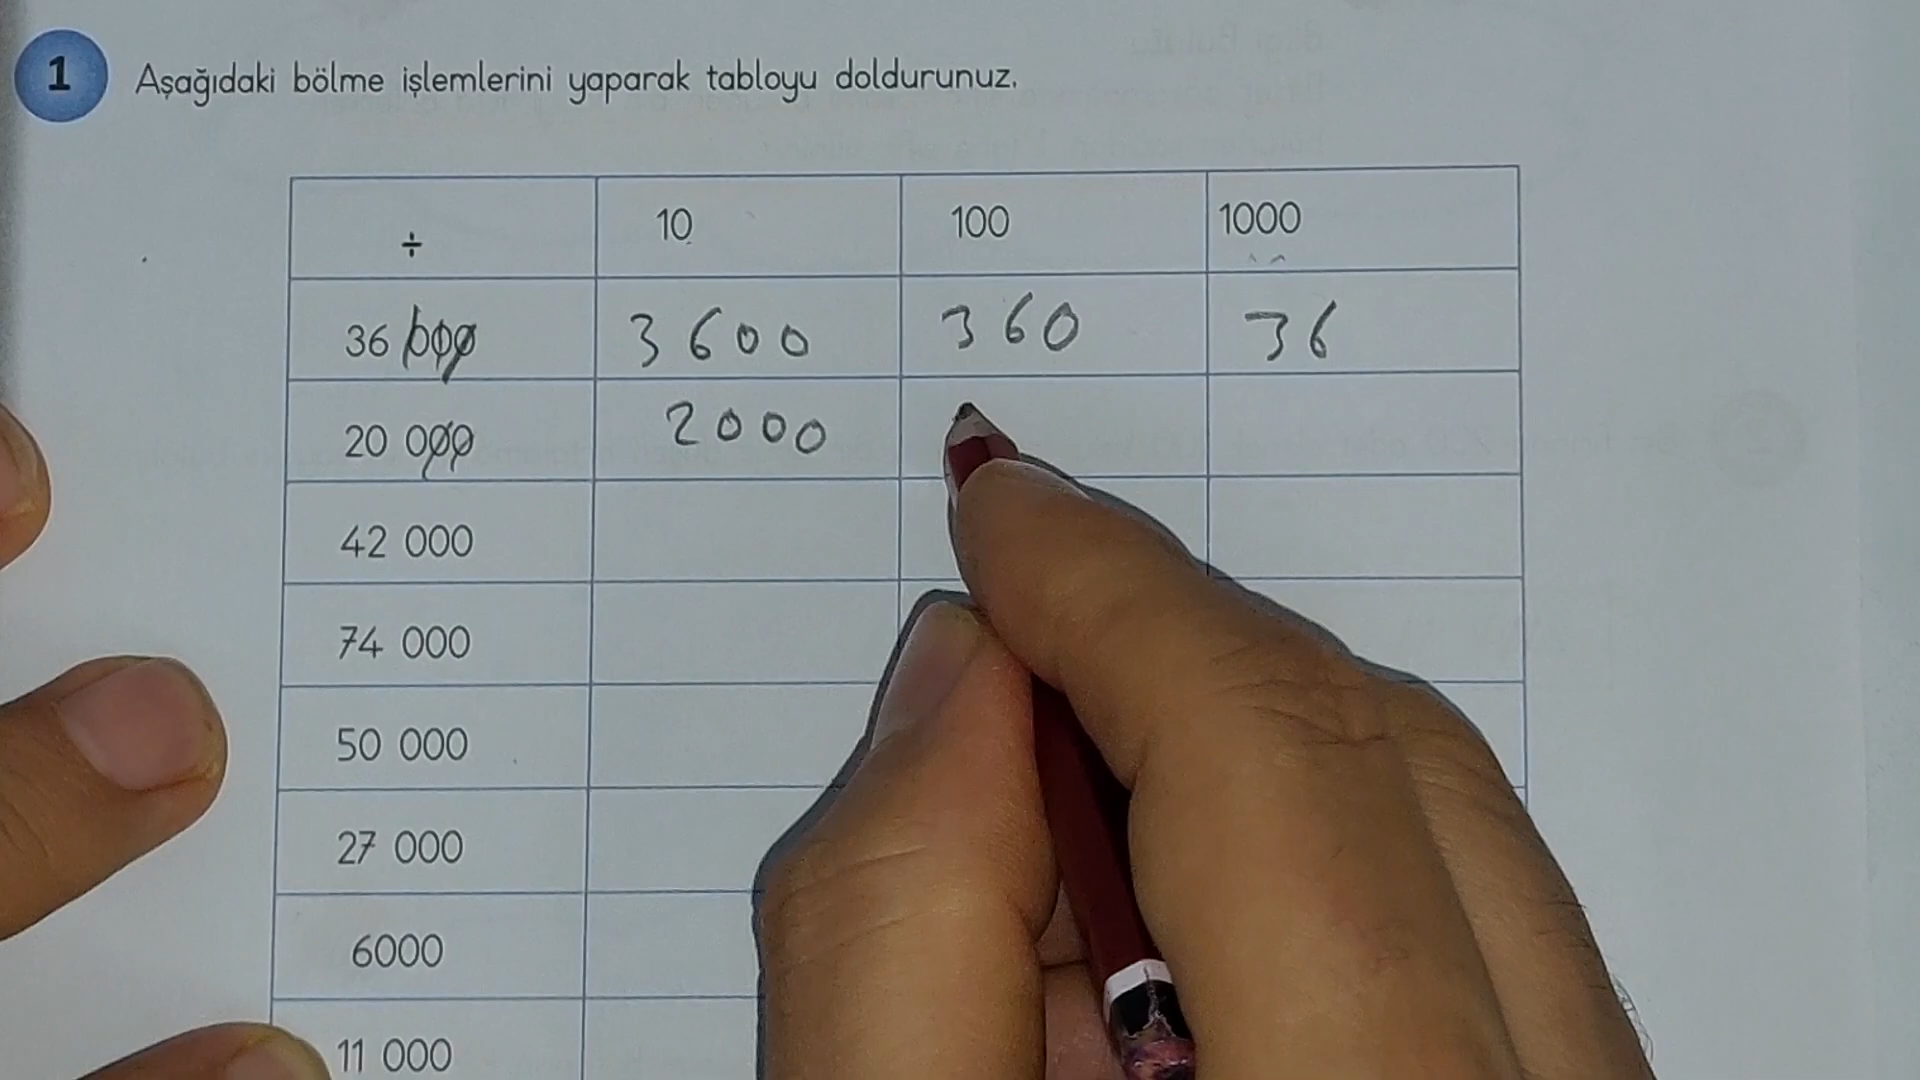 1 Aşağıdaki bölme işlemlerini yaparak tabloyu doldurunuz.
÷ 10 100 1000
36 000 3600 360 36
20 000 2000
42 000
74 000
50 000
27 000
6000
11 000